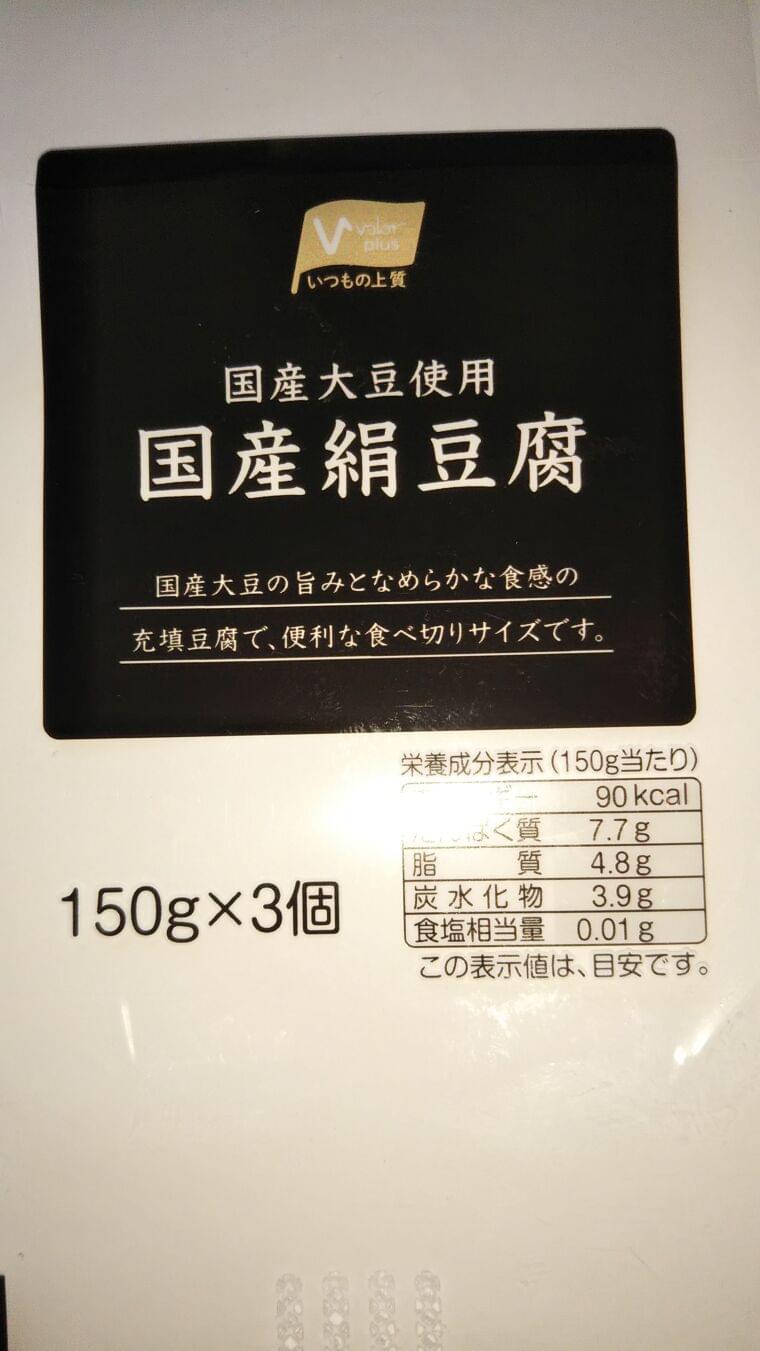 valor
plus
いつもの上質
国産大豆使用
国産絹豆腐
国産大豆の旨みとなめらかな食感の
充填豆腐で、便利な食べ切りサイズです。
栄養成分表示(150g当たり)
90kcal
たんぱく質 7.7g
脂質 4.8g
炭水化物 3.9g
食塩相当量 0.01g
この表示値は、目安です。
150g×3個